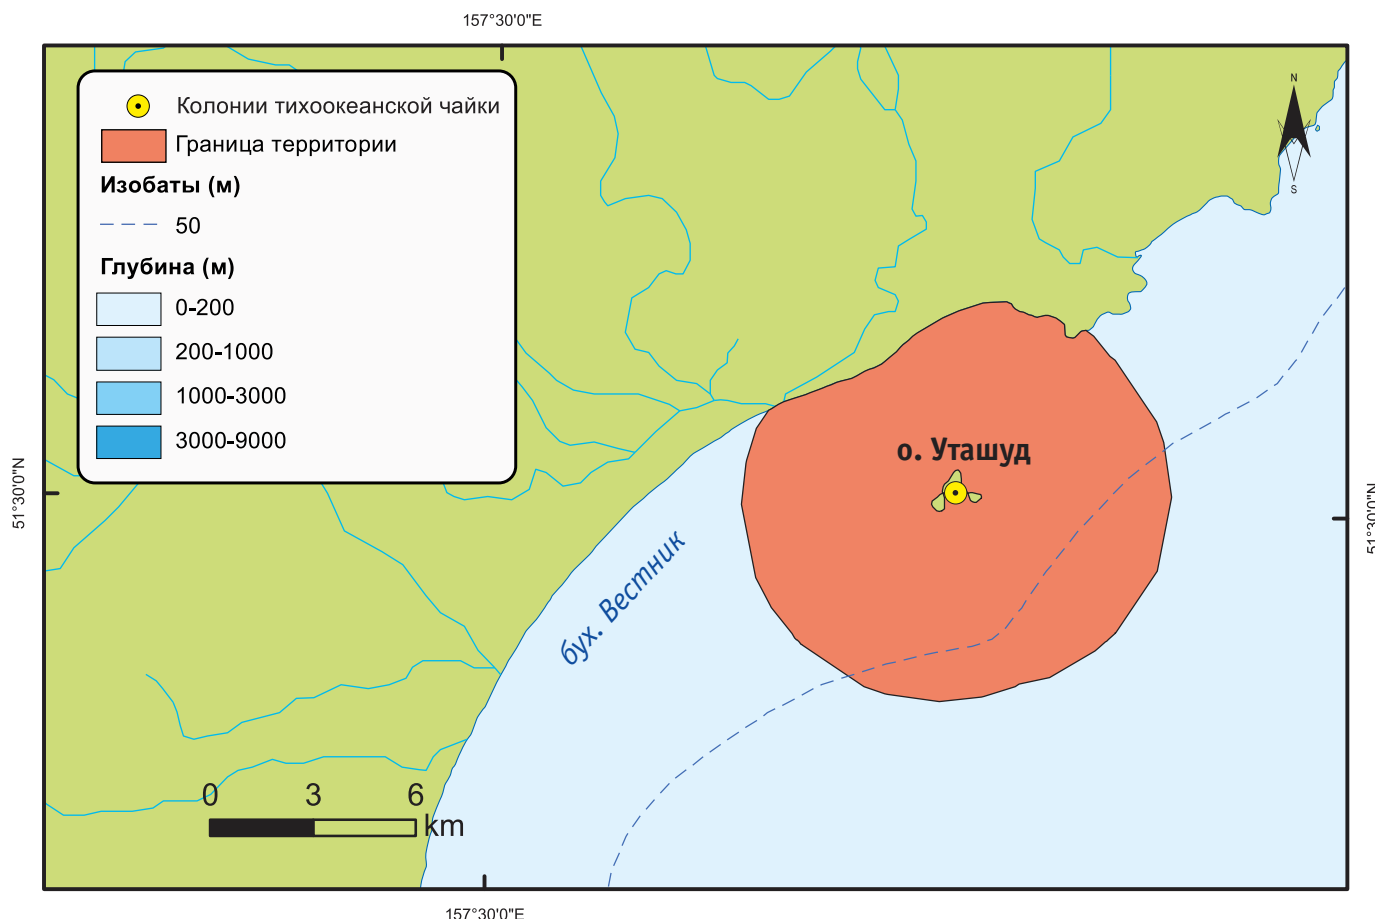 157°30'0"E
N
S
Колонии тихоокеанской чайки
Граница территории
Изобаты (м)
50
Глубина (м)
0-200
200-1000
1000-3000
3000-9000
о. Уташуд
51°30'0"N
51°30'0"N
бух. Вестник
0 3 6
km
157°30'0"E